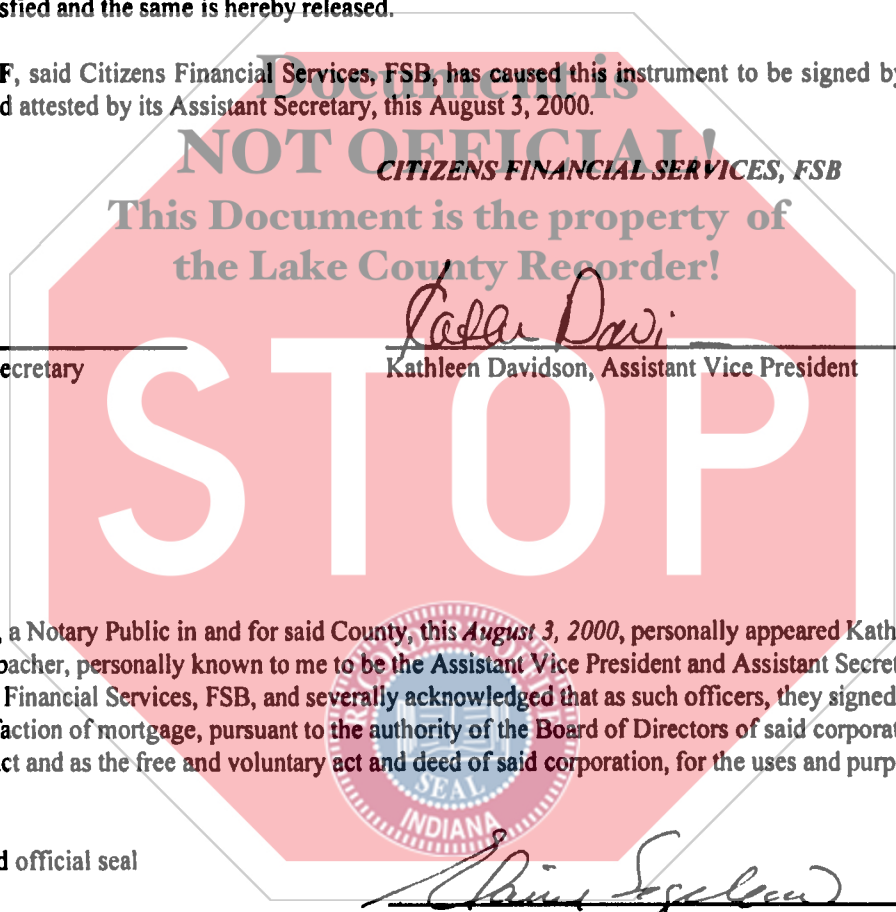 sfied and the same is hereby released.
Document is
F, said Citizens Financial Services, FSB, has caused this instrument to be signed by
d attested by its Assistant Secretary, this August 3, 2000.
NOT OFFICIAL!
CITIZENS FINANCIAL SERVICES, FSB
This Document is the property of
the Lake County Recorder!
ecretary
Kathleen Davidson, Assistant Vice President
STOP
, a Notary Public in and for said County, this August 3, 2000, personally appeared Kath
bacher, personally known to me to be the Assistant Vice President and Assistant Secret
Financial Services, FSB, and severally acknowledged that as such officers, they signed
faction of mortgage, pursuant to the authority of the Board of Directors of said corporat
ct and as the free and voluntary act and deed of said corporation, for the uses and purp
SEAL
INDIANA
d official seal